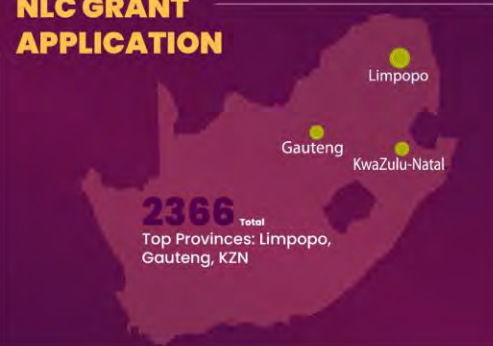 NLC GRANT
APPLICATION
Limpopo
Gauteng
KwaZulu-Natal
2366 Total
Top Provinces: Limpopo,
Gauteng, KZN